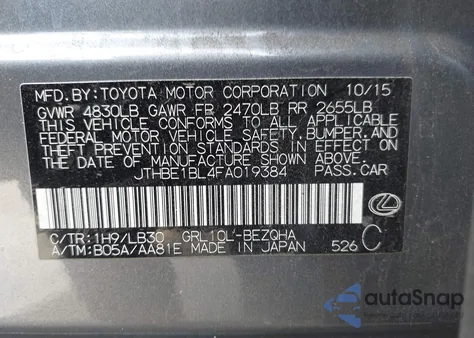 MFD. BY: TOYOTA MOTOR CORPORATION 10/15
GVWR 4830LB GAWR FR 2470LB RR 2655LB
THIS VEHICLE CONFORMS TO ALL APPLICABLE
FEDERAL MOTOR VEHICLE SAFETY, BUMPER, AND
THEFT PREVENTION STANDARDS IN EFFECT ON
THE DATE OF MANUFACTURE SHOWN ABOVE.
JTHBE1BL4FA019384 PASS.CAR
C/TR:1H9/LB30 GRL10L-BEZQHA C
A/TM:B05A/AA81E MADE IN JAPAN 526
autoSnap
VEHICLE HISTORY